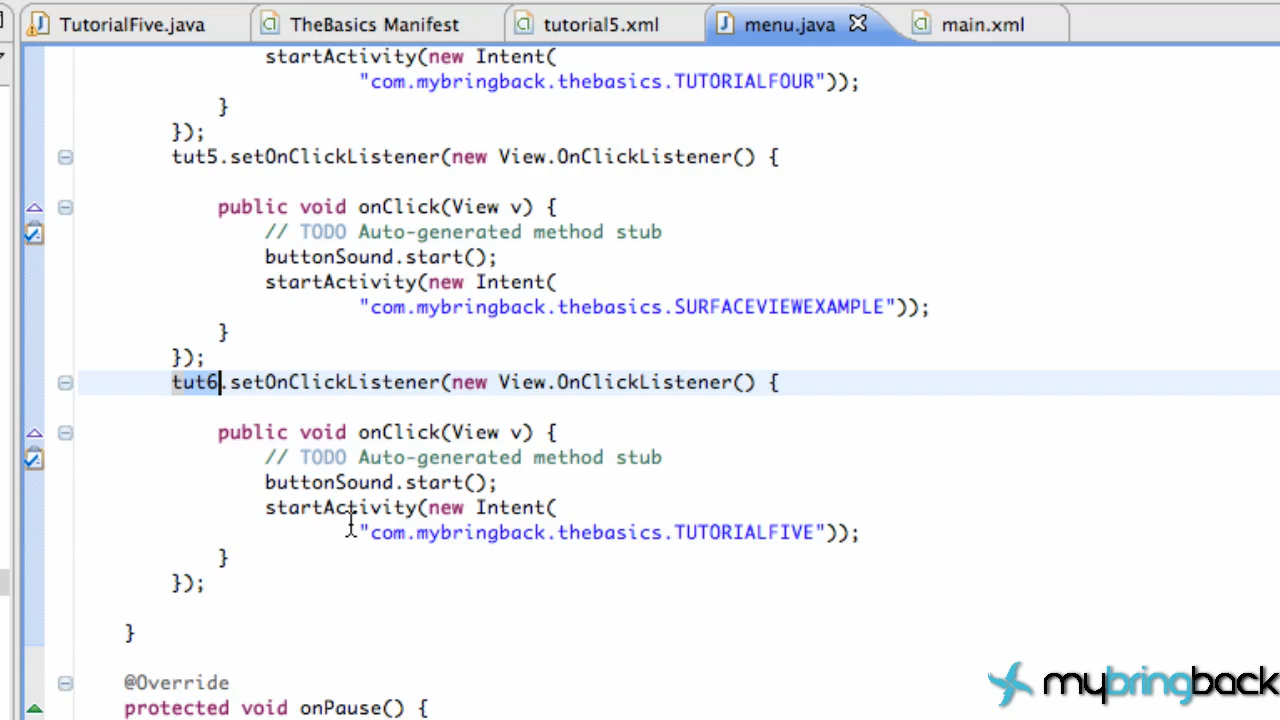 TutorialFive.java TheBasics Manifest tutorial5.xml menu.java main.xml
startActivity(new Intent(
"com.mybringback.thebasics.TUTORIALFOUR"));
}
});
tut5.setOnClickListener(new View.OnClickListener() {
public void onClick(View v) {
// TODO Auto-generated method stub
buttonSound.start();
startActivity(new Intent(
"com.mybringback.thebasics.SURFACEVIEWEXAMPLE"));
}
});
tut6.setOnClickListener(new View.OnClickListener() {
public void onClick(View v) {
// TODO Auto-generated method stub
buttonSound.start();
startActivity(new Intent(
"com.mybringback.thebasics.TUTORIALFIVE"));
}
});
}
@Override
protected void onPause() {
mybringback